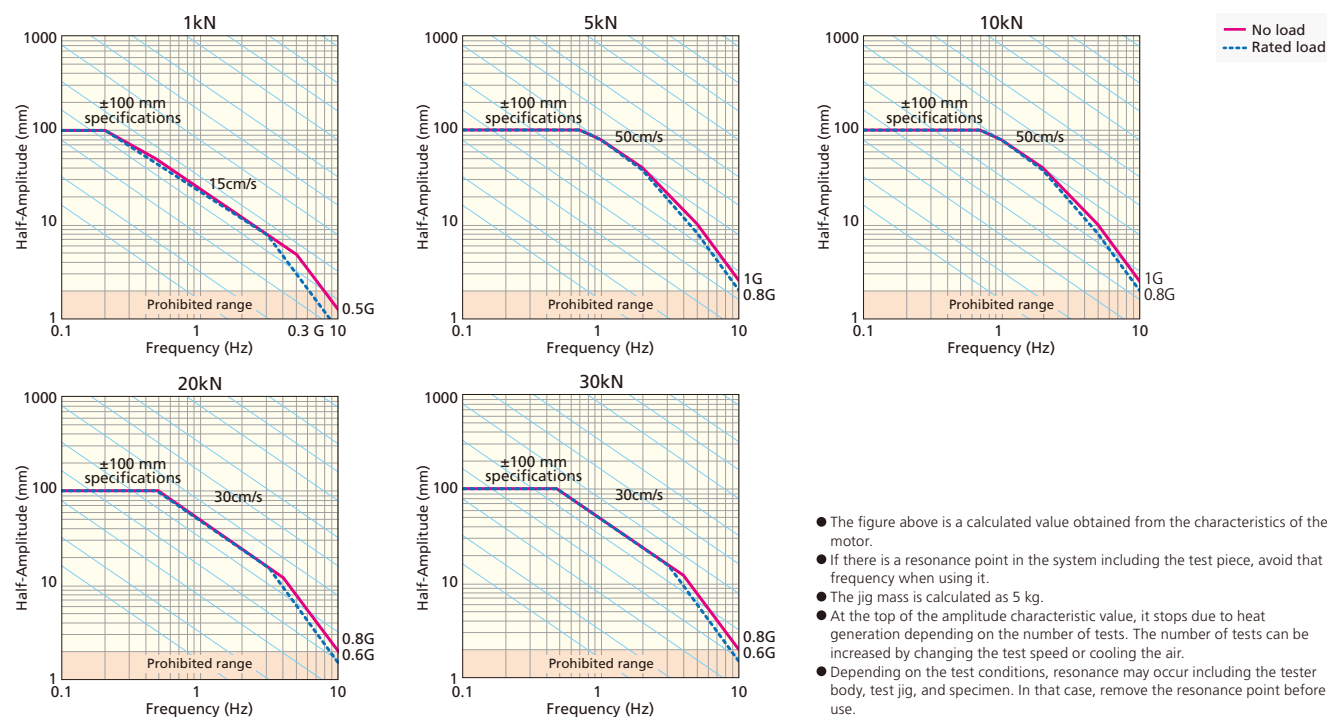 1kN
1000
100
10
1
Half-Amplitude (mm)
±100 mm
specifications
15cm/s
Prohibited range
0.5G
0.1
1
0.3 G
10
Frequency (Hz)
5kN
1000
100
10
1
Half-Amplitude (mm)
±100 mm
specifications
50cm/s
Prohibited range
1G
0.8G
0.1
1
10
Frequency (Hz)
10kN
1000
100
10
1
Half-Amplitude (mm)
±100 mm
specifications
50cm/s
Prohibited range
1G
0.8G
0.1
1
10
Frequency (Hz)
No load
Rated load
20kN
1000
100
10
1
Half-Amplitude (mm)
±100 mm
specifications
30cm/s
Prohibited range
0.8G
0.6G
0.1
1
10
Frequency (Hz)
30kN
1000
100
10
1
Half-Amplitude (mm)
±100 mm
specifications
30cm/s
Prohibited range
0.8G
0.6G
0.1
1
10
Frequency (Hz)
● The figure above is a calculated value obtained from the characteristics of the
motor.
● If there is a resonance point in the system including the test piece, avoid that
frequency when using it.
● The jig mass is calculated as 5 kg.
● At the top of the amplitude characteristic value, it stops due to heat
generation depending on the number of tests. The number of tests can be
increased by changing the test speed or cooling the air.
● Depending on the test conditions, resonance may occur including the tester
body, test jig, and specimen. In that case, remove the resonance point before
use.